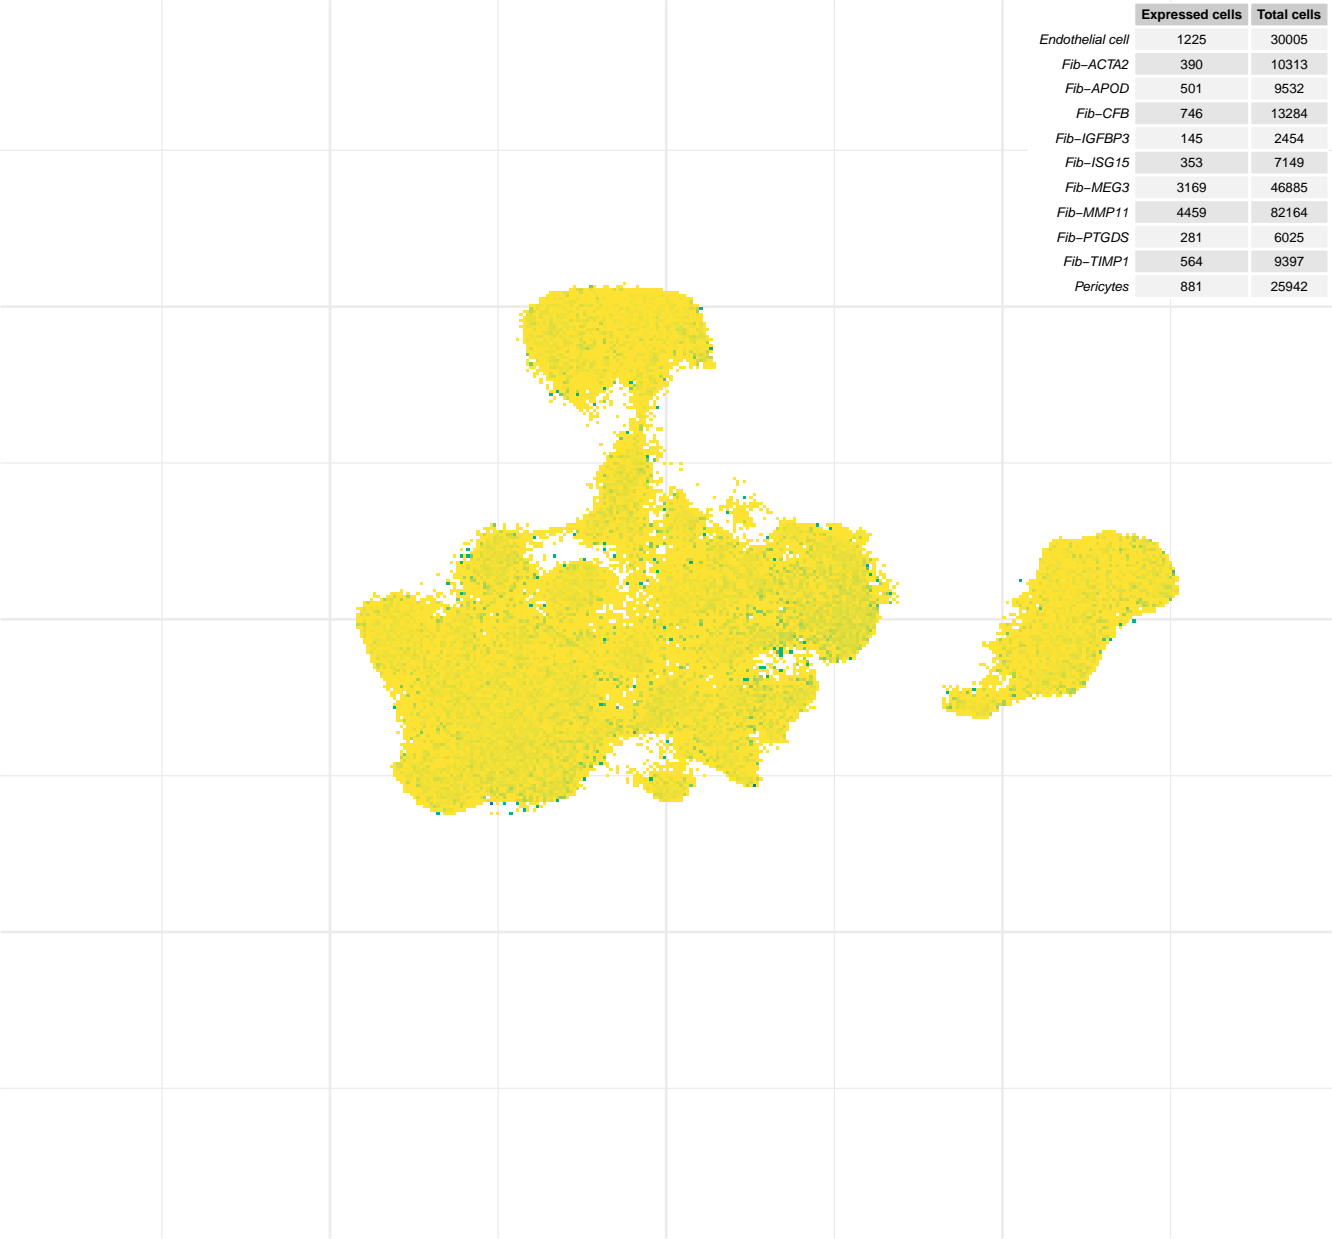 Expressed cells Total cells
Endothelial cell 1225 30005
Fib−ACTA2 390 10313
Fib−APOD 501 9532
Fib−CFB 746 13284
Fib−IGFBP3 145 2454
Fib−ISG15 353 7149
Fib−MEG3 3169 46885
Fib−MMP11 4459 82164
Fib−PTGDS 281 6025
Fib−TIMP1 564 9397
Pericytes 881 25942